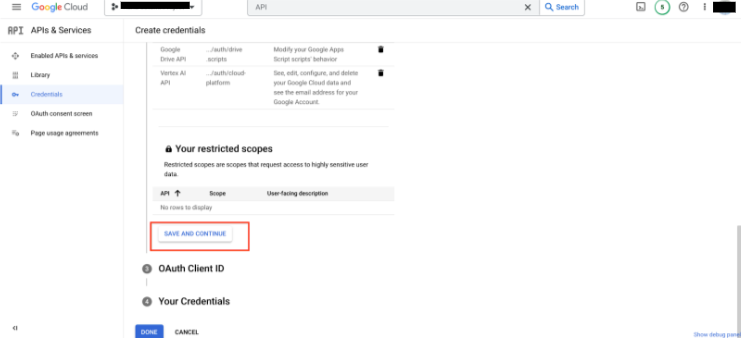 Google Cloud
API
Search
5
API APIs & Services
Create credentials
Enabled APIs & services
Library
Credentials
OAuth consent screen
Page usage agreements
Google Drive API
.../auth/drive.scripts
Modify your Google Apps
Script scripts' behavior
Vertex AI API
.../auth/cloud-platform
See, edit, configure, and delete
your Google Cloud data and
see the email address for your
Google Account.
Your restricted scopes
Restricted scopes are scopes that request access to highly sensitive user
data.
API Scope User-facing description
No rows to display
SAVE AND CONTINUE
3 OAuth Client ID
4 Your Credentials
DONE CANCEL
Show debug panel